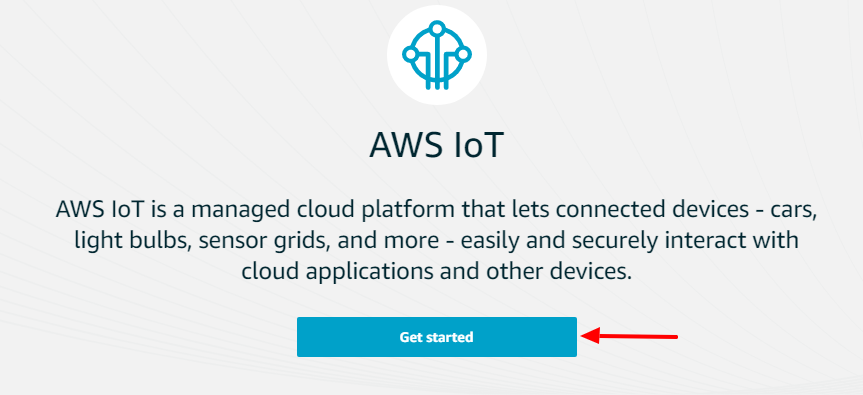 AWS IoT
AWS IoT is a managed cloud platform that lets connected devices - cars,
light bulbs, sensor grids, and more - easily and securely interact with
cloud applications and other devices.
Get started